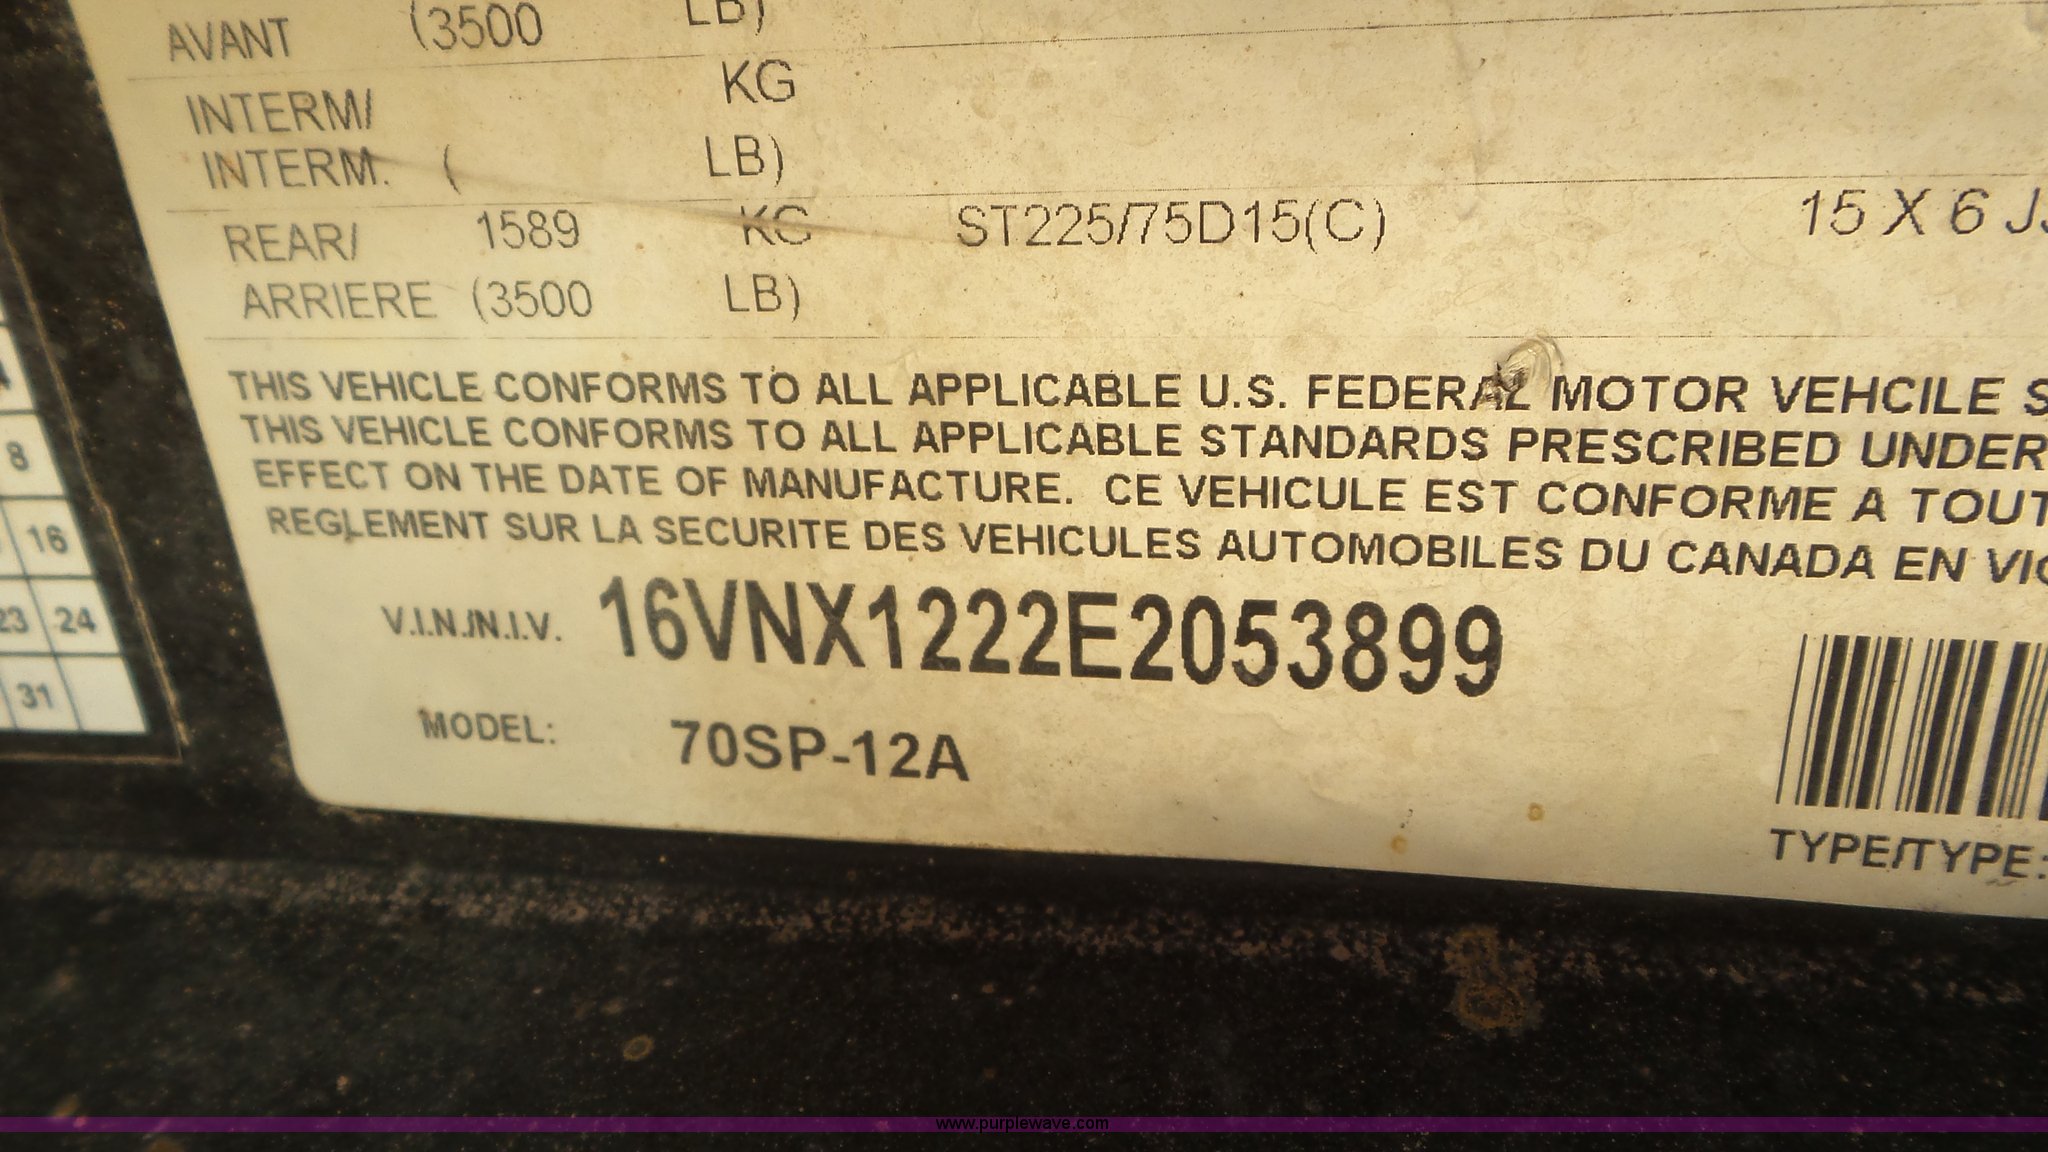 AVANT (3500 LB)
INTERM/ KG
INTERM. ( LB)
REAR/ 1589 KG ST225/75D15(C) 15 X 6 JJ
ARRIERE (3500 LB)
THIS VEHICLE CONFORMS TO ALL APPLICABLE U.S. FEDERAL MOTOR VEHCILE S
THIS VEHICLE CONFORMS TO ALL APPLICABLE STANDARDS PRESCRIBED UNDER
EFFECT ON THE DATE OF MANUFACTURE. CE VEHICULE EST CONFORME A TOUT
REGLEMENT SUR LA SECURITE DES VEHICULES AUTOMOBILES DU CANADA EN VIG
V.I.N./N.I.V. 16VNX1222E2053899
MODEL: 70SP-12A
TYPE/TYPE:
8
16
23 24
31
www.purplewave.com